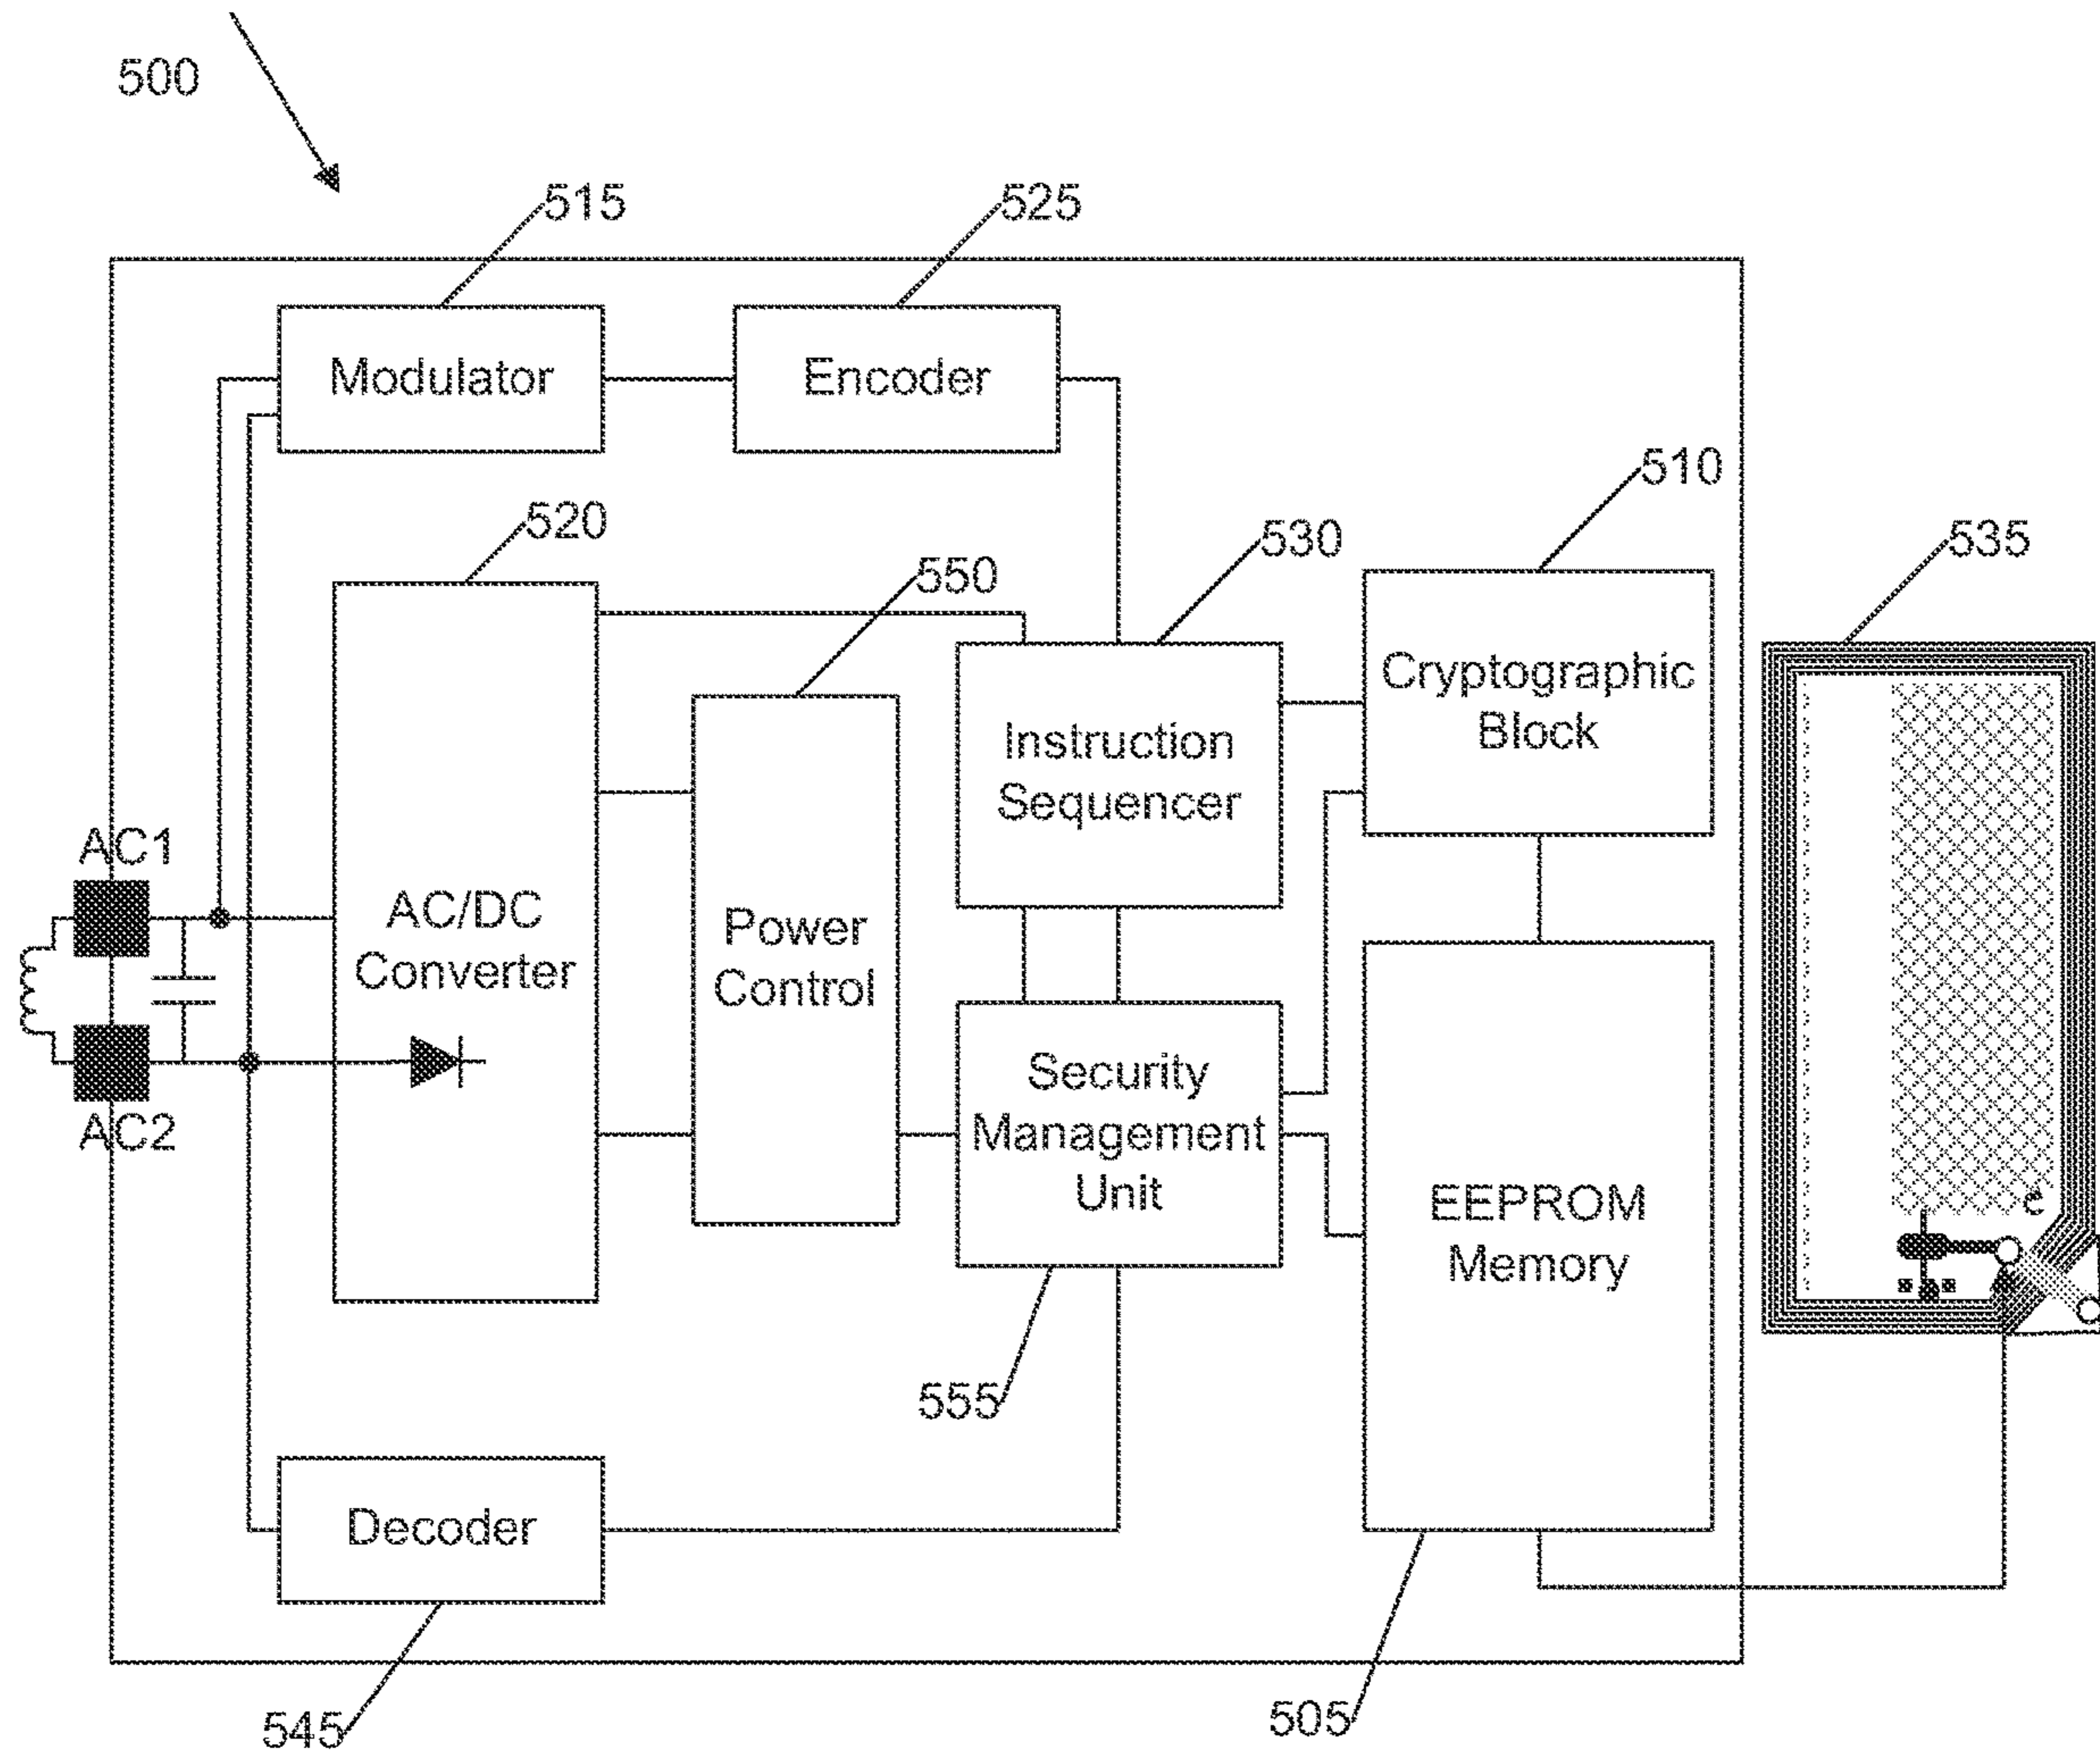 500
515
525
Modulator
Encoder
510
520
530
535
550
Cryptographic
Block
Instruction
Sequencer
AC1
AC/DC
Converter
Power
Control
AC2
Security
Management
Unit
EEPROM
Memory
e
555
Decoder
545
505